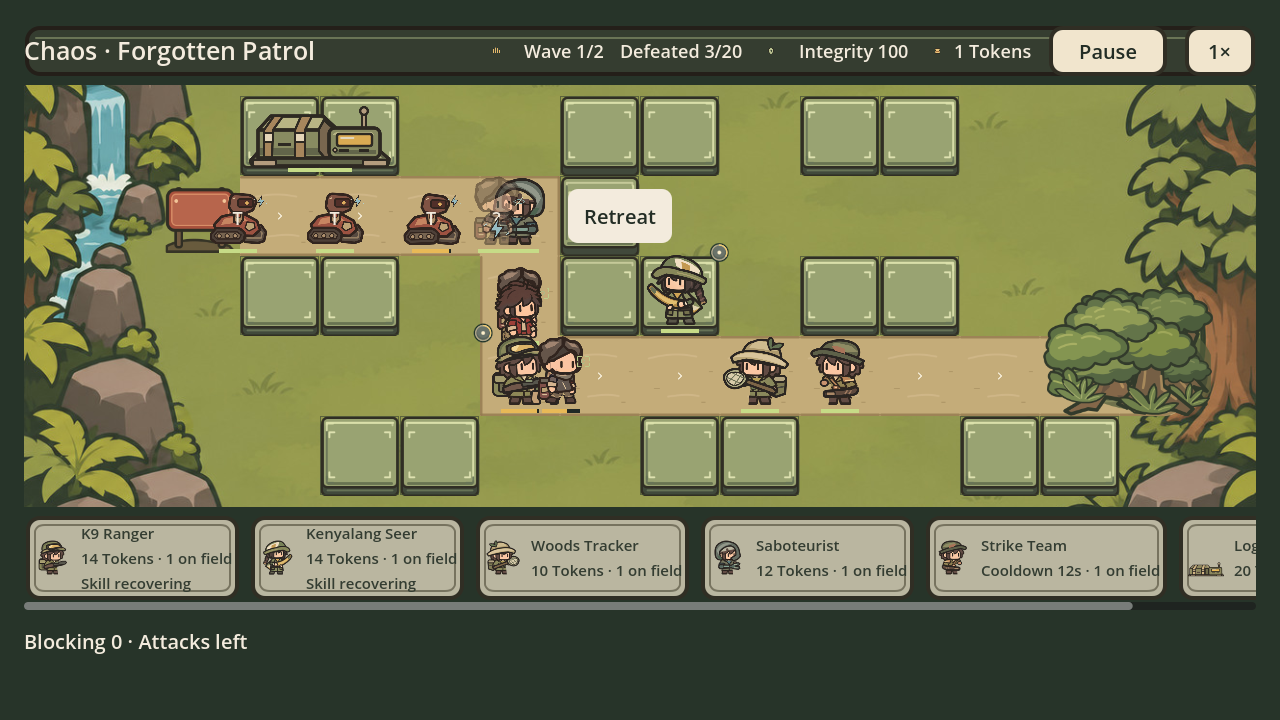 Chaos · Forgotten Patrol
Wave 1/2
Defeated 3/20
Integrity 100
1 Tokens
Pause
1×
Retreat
K9 Ranger
14 Tokens · 1 on field
Skill recovering
Kenyalang Seer
14 Tokens · 1 on field
Skill recovering
Woods Tracker
10 Tokens · 1 on field
Saboteurist
12 Tokens · 1 on field
Strike Team
Cooldown 12s · 1 on field
20
Blocking 0 · Attacks left